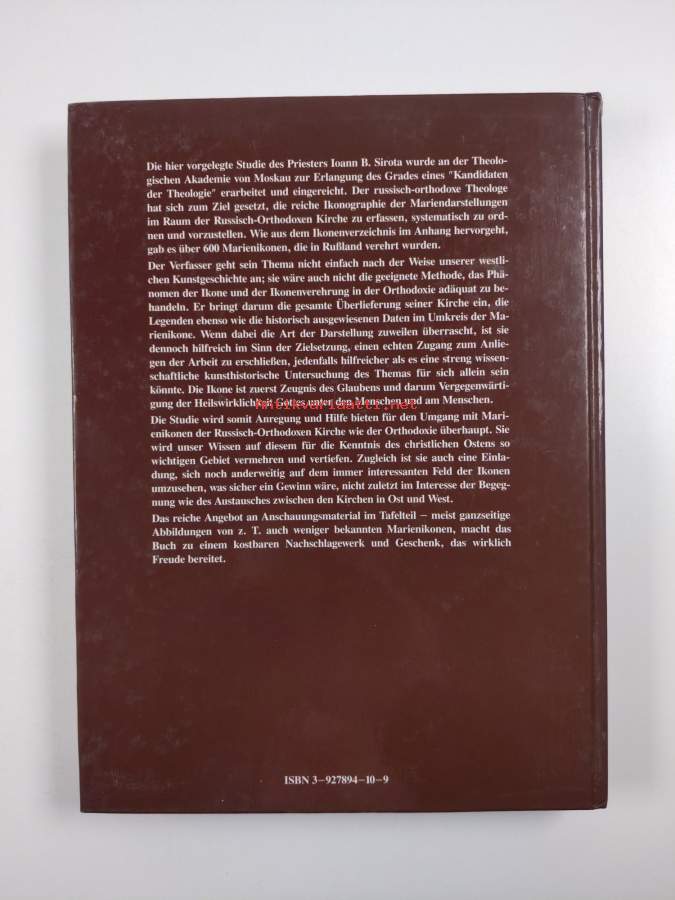 Die hier vorgelegte Studie des Priesters Ioann B. Sirota wurde an der Theolo-
gischen Akademie von Moskau zur Erlangung des Grades eines "Kandidaten
der Theologie" erarbeitet und eingereicht. Der russisch-orthodoxe Theologe
hat sich zum Ziel gesetzt, die reiche Ikonographie der Mariendarstellungen
im Raum der Russisch-Orthodoxen Kirche zu erfassen, systematisch zu ord-
nen und vorzustellen. Wie aus dem Ikonenverzeichnis im Anhang hervorgeht,
gab es über 600 Marienikonen, die in Rußland verehrt wurden.
Der Verfasser geht sein Thema nicht einfach nach der Weise unserer westli-
chen Kunstgeschichte an; sie wäre auch nicht die geeignete Methode, das Phä-
nomen der Ikone und der Ikonenverehrung in der Orthodoxie adäquat zu be-
handeln. Er bringt darum die gesamte Überlieferung seiner Kirche ein, die
Legenden ebenso wie die historisch ausgewiesenen Daten im Umkreis der Ma-
rienikone. Wenn dabei die Art der Darstellung zuweilen überrascht, ist sie
dennoch hilfreich im Sinn der Zielsetzung, einen echten Zugang zum Anlie-
gen der Arbeit zu erschließen, jedenfalls hilfreicher als es eine streng wissen-
schaftliche kunsthistorische Untersuchung des Themas für sich allein sein
könnte. Die Ikone ist zuerst Zeugnis des Glaubens und darum Vergegenwärti-
gung der Heilswirklichkeit Gottes unter den Menschen und am Menschen.
Antikvariaatti.net
Die Studie wird somit Anregung und Hilfe bieten für den Umgang mit Mari-
enikonen der Russisch-Orthodoxen Kirche wie der Orthodoxie überhaupt. Sie
wird unser Wissen auf diesem für die Kenntnis des christlichen Ostens so
wichtigen Gebiet vermehren und vertiefen. Zugleich ist sie auch eine Einla-
dung, sich noch anderweitig auf dem immer interessanten Feld der Ikonen
umzusehen, was sicher ein Gewinn wäre, nicht zuletzt im Interesse der Begeg-
nung wie des Austausches zwischen den Kirchen in Ost und West.
Das reiche Angebot an Anschauungsmaterial im Tafelteil – meist ganzseitige
Abbildungen von z. T. auch weniger bekannten Marienikonen, macht das
Buch zu einem kostbaren Nachschlagewerk und Geschenk, das wirklich
Freude bereitet.
ISBN 3–927894–10–9